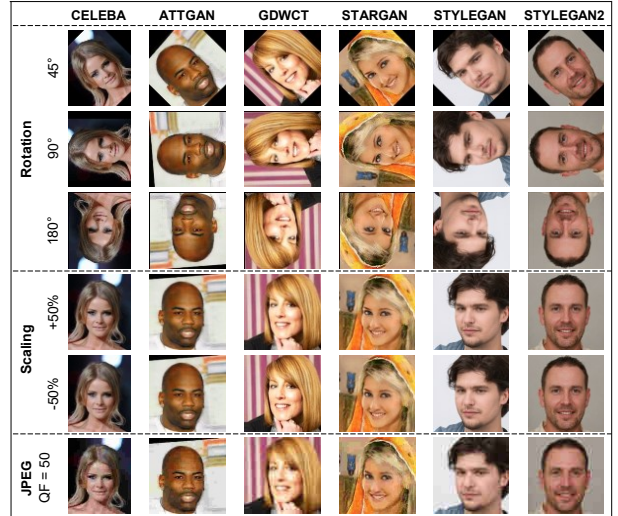 CELEBA ATTGAN GDWCT STARGAN STYLEGAN STYLEGAN2
Rotation
45°
90°
180°
Scaling
+50%
-50%
JPEG
QF = 50